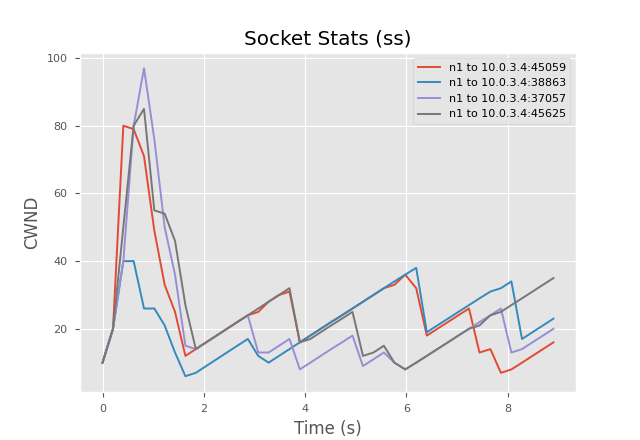 Socket Stats (ss)
n1 to 10.0.3.4:45059
n1 to 10.0.3.4:38863
n1 to 10.0.3.4:37057
n1 to 10.0.3.4:45625
100
80
60
40
20
CWND
0
2
4
6
8
Time (s)